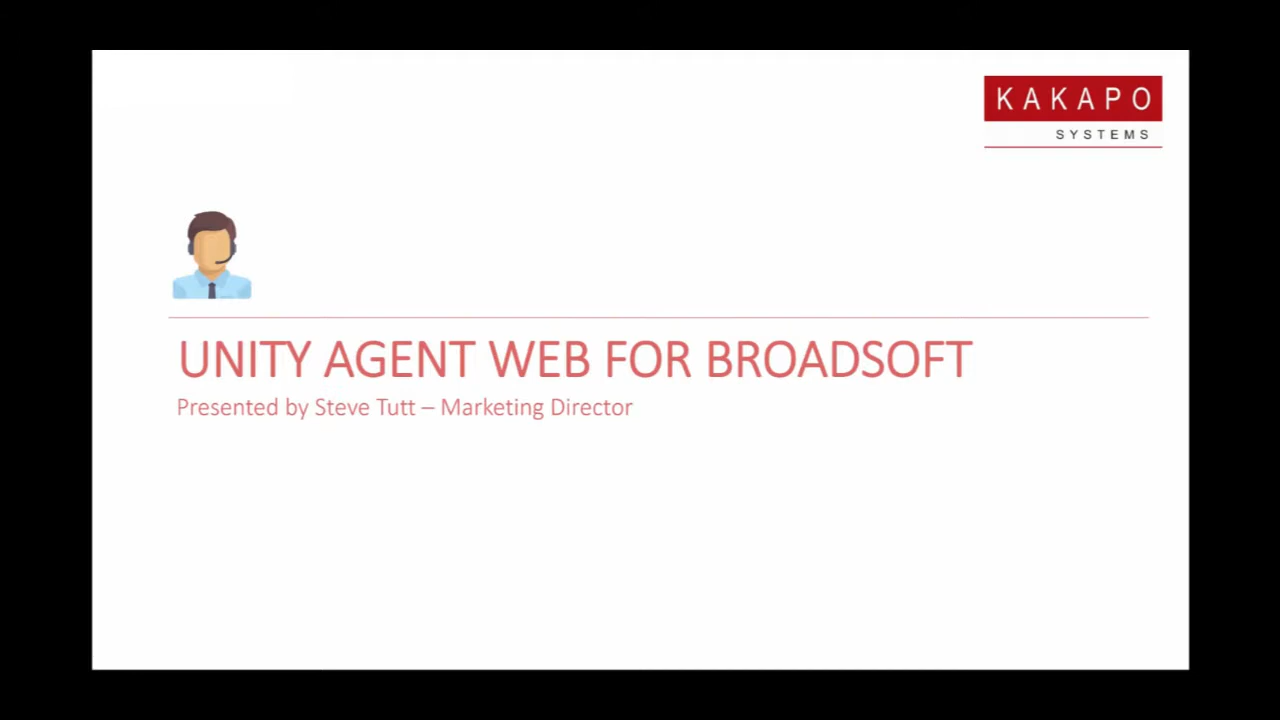 KAKAPO
SYSTEMS
UNITY AGENT WEB FOR BROADSOFT
Presented by Steve Tutt – Marketing Director